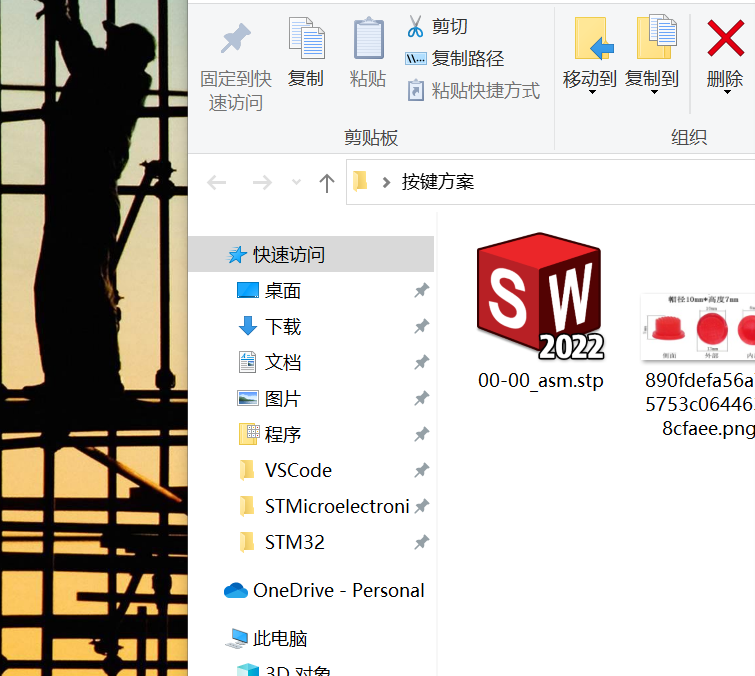 固定到快
速访问
复制
粘贴
剪切
复制路径
粘贴快捷方式
移动到
复制到
删除
剪贴板
组织
按键方案
快速访问
桌面
下载
文档
图片
程序
VSCode
STMicroelectroni
STM32
OneDrive - Personal
此电脑
3D 对象
SW
2022
00-00_asm.stp
帽径10mm*高度7mm
侧面
外部
890fdefa56a
5753c06446
8cfaee.png